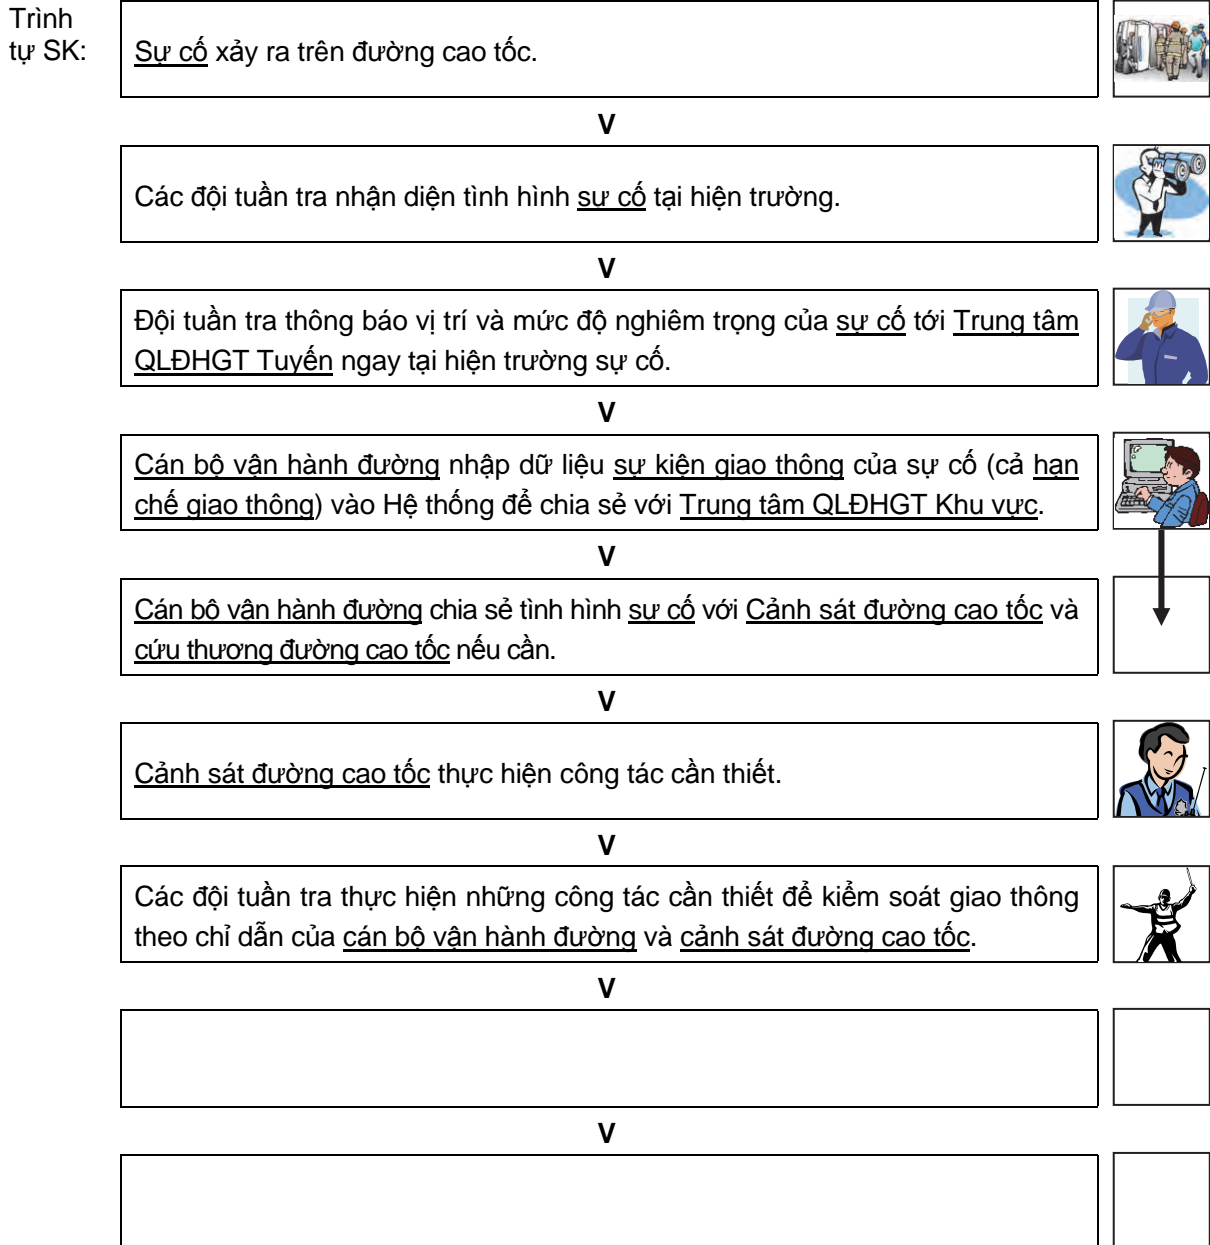 Trình
tự SK:
Sự cố xảy ra trên đường cao tốc.
V
Các đội tuần tra nhận diện tình hình sự cố tại hiện trường.
V
Đội tuần tra thông báo vị trí và mức độ nghiêm trọng của sự cố tới Trung tâm
QLĐHGT Tuyến ngay tại hiện trường sự cố.
V
Cán bộ vận hành đường nhập dữ liệu sự kiện giao thông của sự cố (cả hạn
chế giao thông) vào Hệ thống để chia sẻ với Trung tâm QLĐHGT Khu vực.
V
Cán bộ vận hành đường chia sẻ tình hình sự cố với Cảnh sát đường cao tốc và
cứu thương đường cao tốc nếu cần.
V
Cảnh sát đường cao tốc thực hiện công tác cần thiết.
V
Các đội tuần tra thực hiện những công tác cần thiết để kiểm soát giao thông
theo chỉ dẫn của cán bộ vận hành đường và cảnh sát đường cao tốc.
V
V